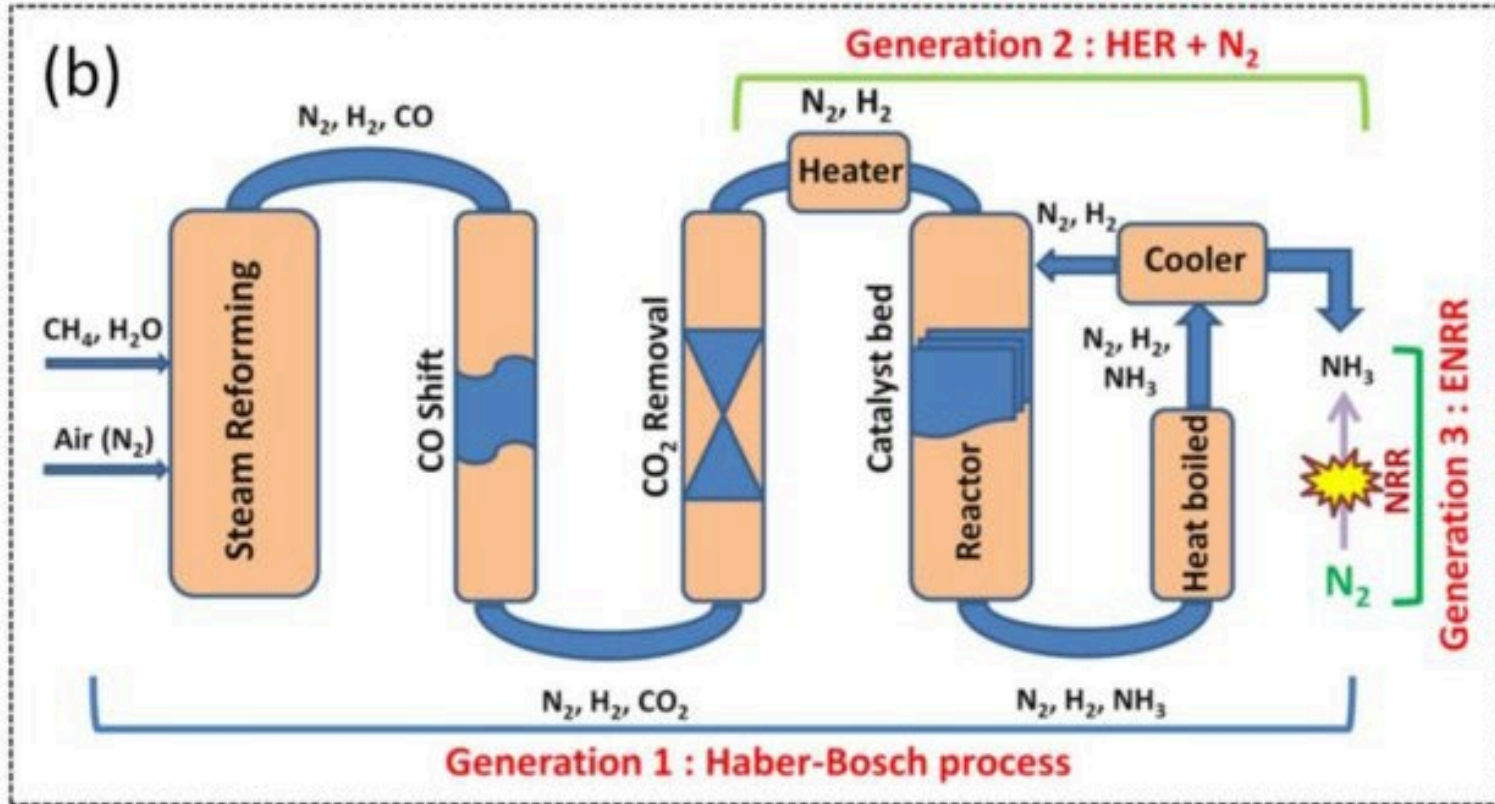 (b)
Generation 2 : HER + N₂
N₂, H₂, CO
N₂, H₂
Heater
N₂, H₂
Cooler
CH₄, H₂O
Air (N₂)
Steam Reforming
CO Shift
CO₂ Removal
Catalyst bed
Reactor
N₂, H₂,
NH₃
Heat boiled
NH₃
NRR
N₂
Generation 3 : ENRR
N₂, H₂, CO₂
N₂, H₂, NH₃
Generation 1 : Haber-Bosch process